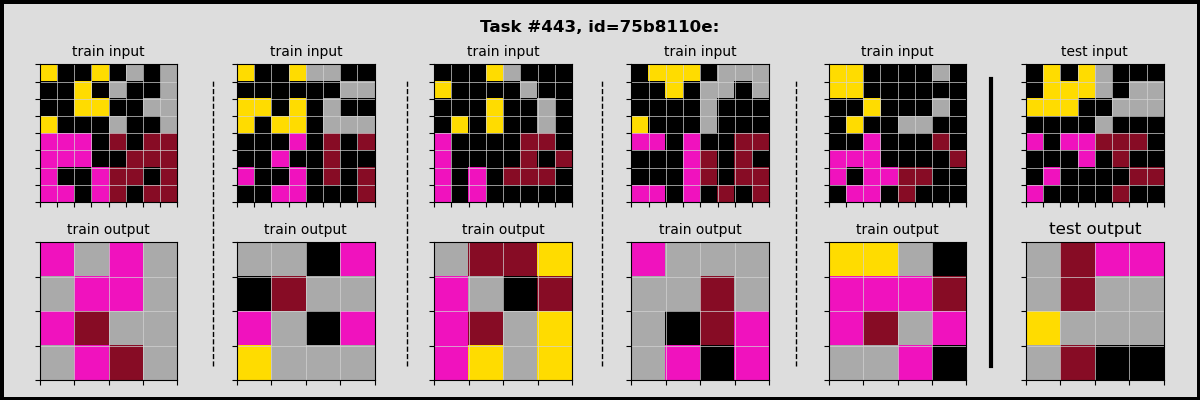 Task #443, id=75b8110e:
train input train input train input train input train input test input
train output train output train output train output train output test output